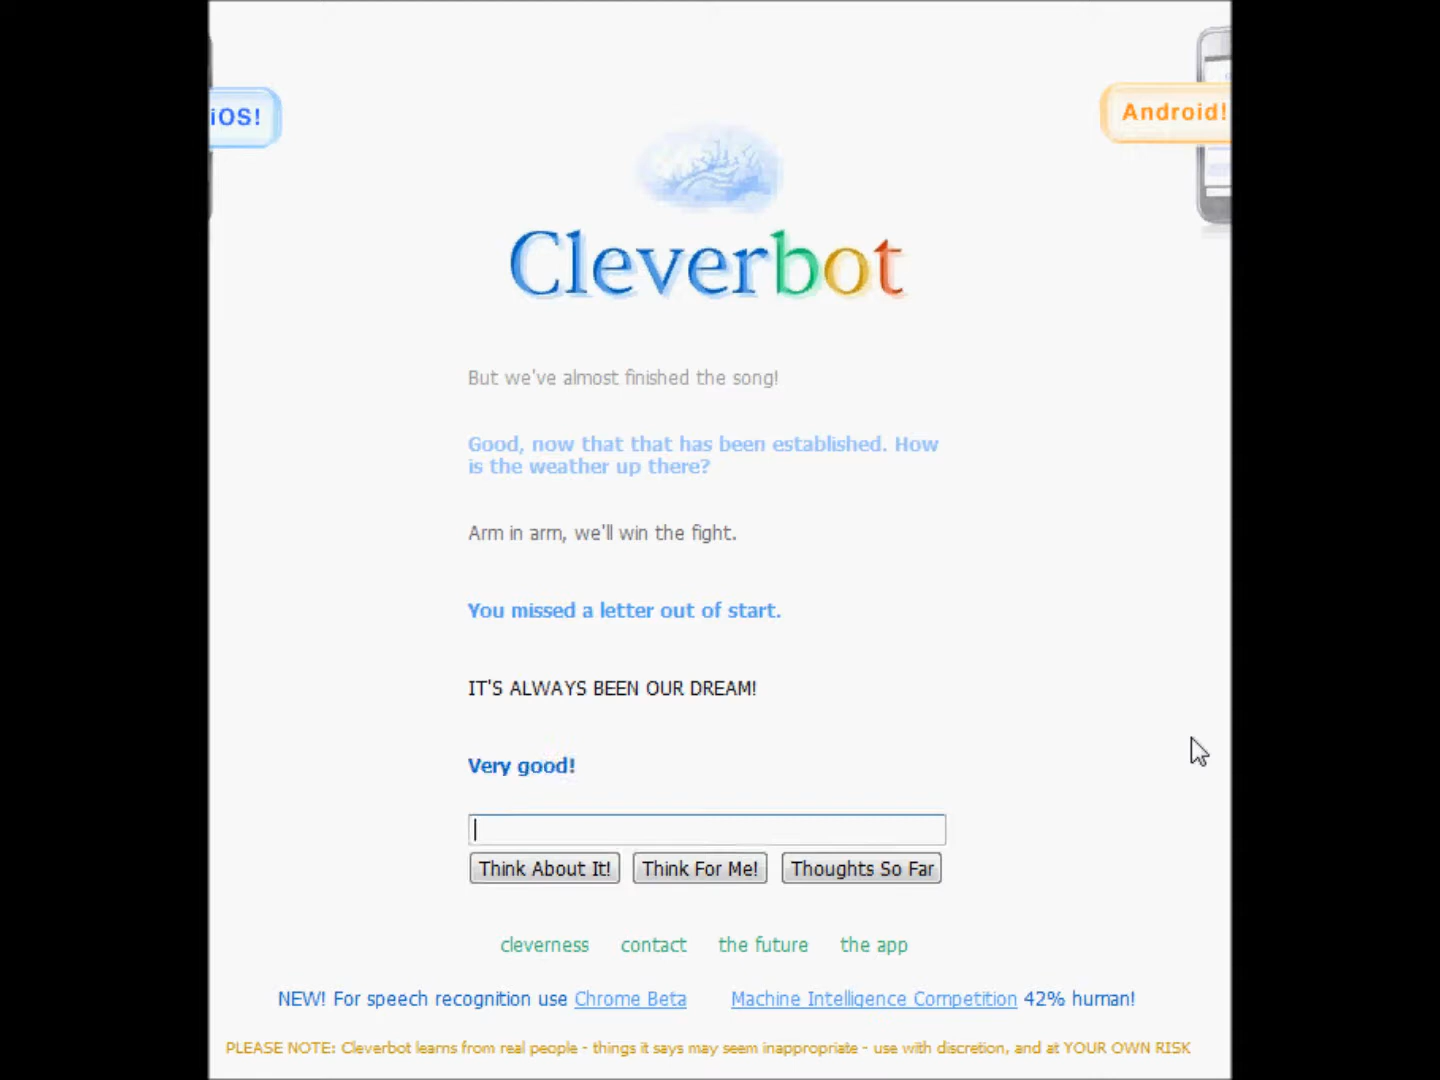 iOS!
Android!
Cleverbot
But we've almost finished the song!
Good, now that that has been established. How
is the weather up there?
Arm in arm, we'll win the fight.
You missed a letter out of start.
IT'S ALWAYS BEEN OUR DREAM!
Very good!
Think About It! Think For Me! Thoughts So Far
cleverness contact the future the app
NEW! For speech recognition use Chrome Beta Machine Intelligence Competition 42% human!
PLEASE NOTE: Cleverbot learns from real people - things it says may seem inappropriate - use with discretion, and at YOUR OWN RISK